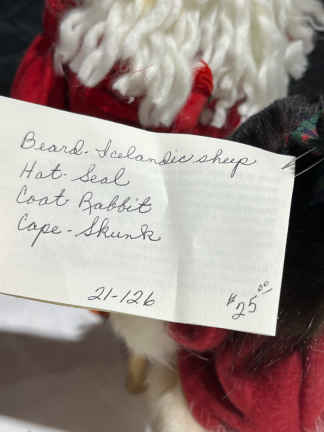 Beard - Icelandic sheep
Hat - Seal
Coat - Rabbit
Cape - Skunk
21-126 $25.00